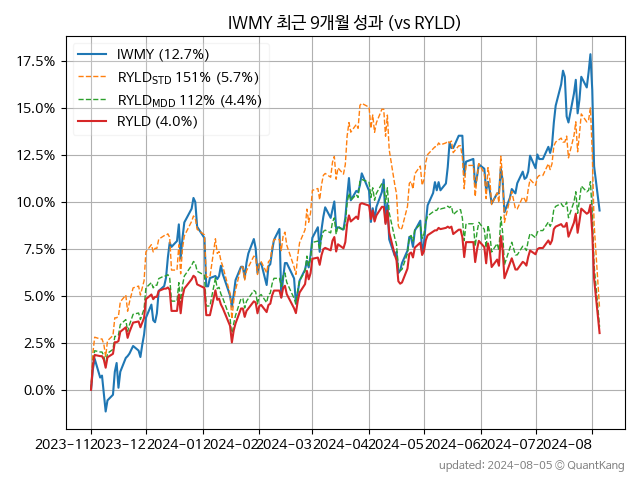 IWMY 최근 9개월 성과 (vs RYLD)
IWMY (12.7%)
RYLD_STD 151% (5.7%)
RYLD_MDD 112% (4.4%)
RYLD (4.0%)
17.5%
15.0%
12.5%
10.0%
7.5%
5.0%
2.5%
0.0%
2023-11 2023-12 2024-01 2024-02 2024-03 2024-04 2024-05 2024-06 2024-07 2024-08
updated: 2024-08-05 © QuantKang